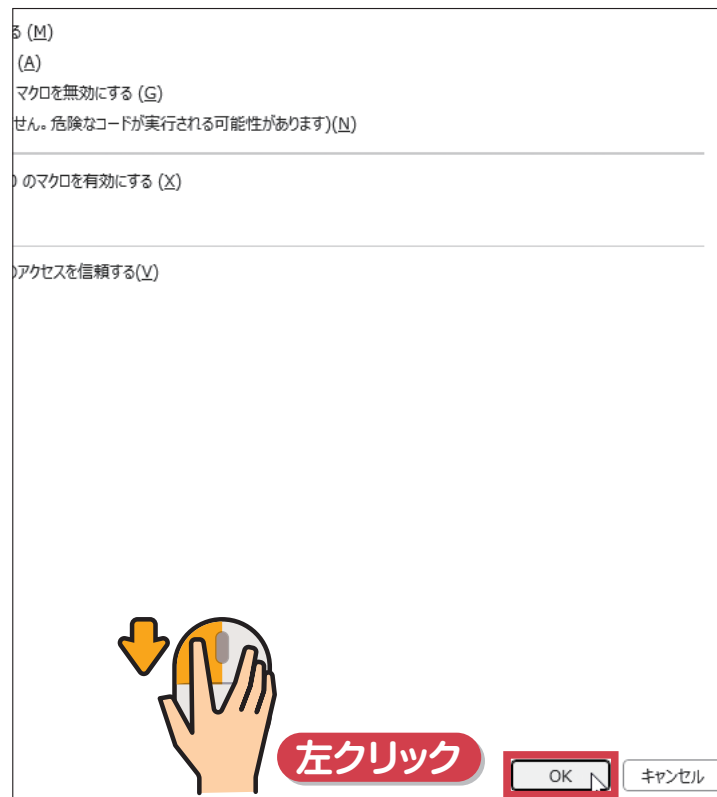 る (M)
(A)
マクロを無効にする (G)
せん。危険なコードが実行される可能性があります)(N)
のマクロを有効にする (X)
アクセスを信頼する(V)
左クリック
OK キャンセル